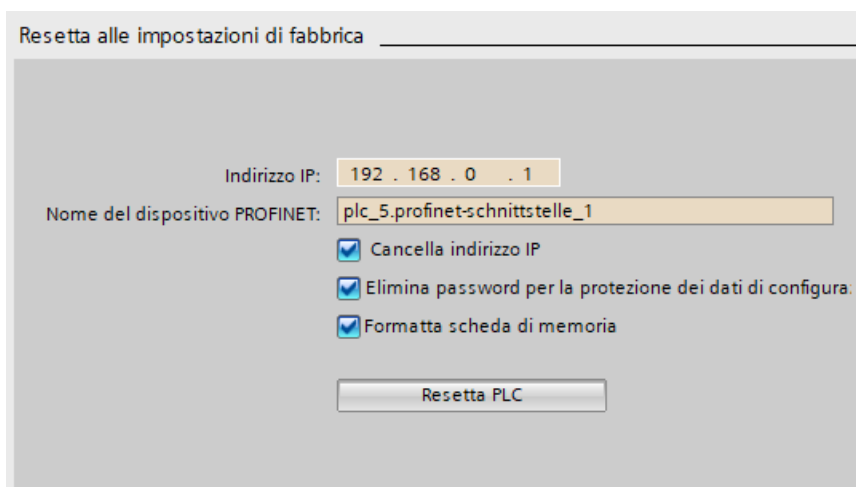 Resetta alle impostazioni di fabbrica
Indirizzo IP: 192 . 168 . 0 . 1
Nome del dispositivo PROFINET: plc_5.profinet-schnittstelle_1
Cancella indirizzo IP
Elimina password per la protezione dei dati di configura
Formatta scheda di memoria
Resetta PLC